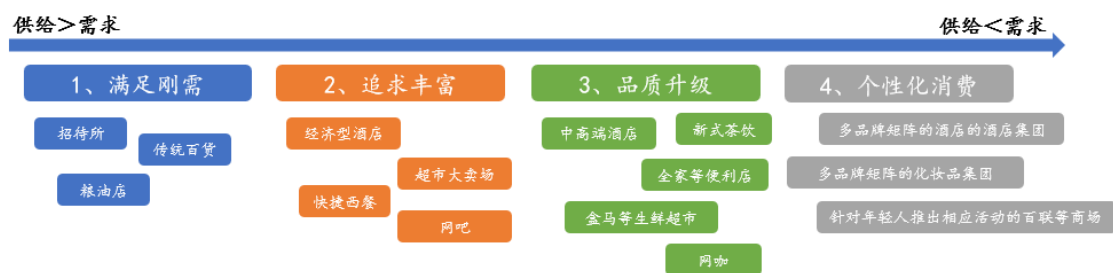 供给＞需求
供给＜需求
1、满足刚需
2、追求丰富
3、品质升级
4、个性化消费
招待所
传统百货
粮油店
经济型酒店
超市大卖场
快捷西餐
网吧
中高端酒店
新式茶饮
全家等便利店
盒马等生鲜超市
网咖
多品牌矩阵的酒店的酒店集团
多品牌矩阵的化妆品集团
针对年轻人推出相应活动的百联等商场